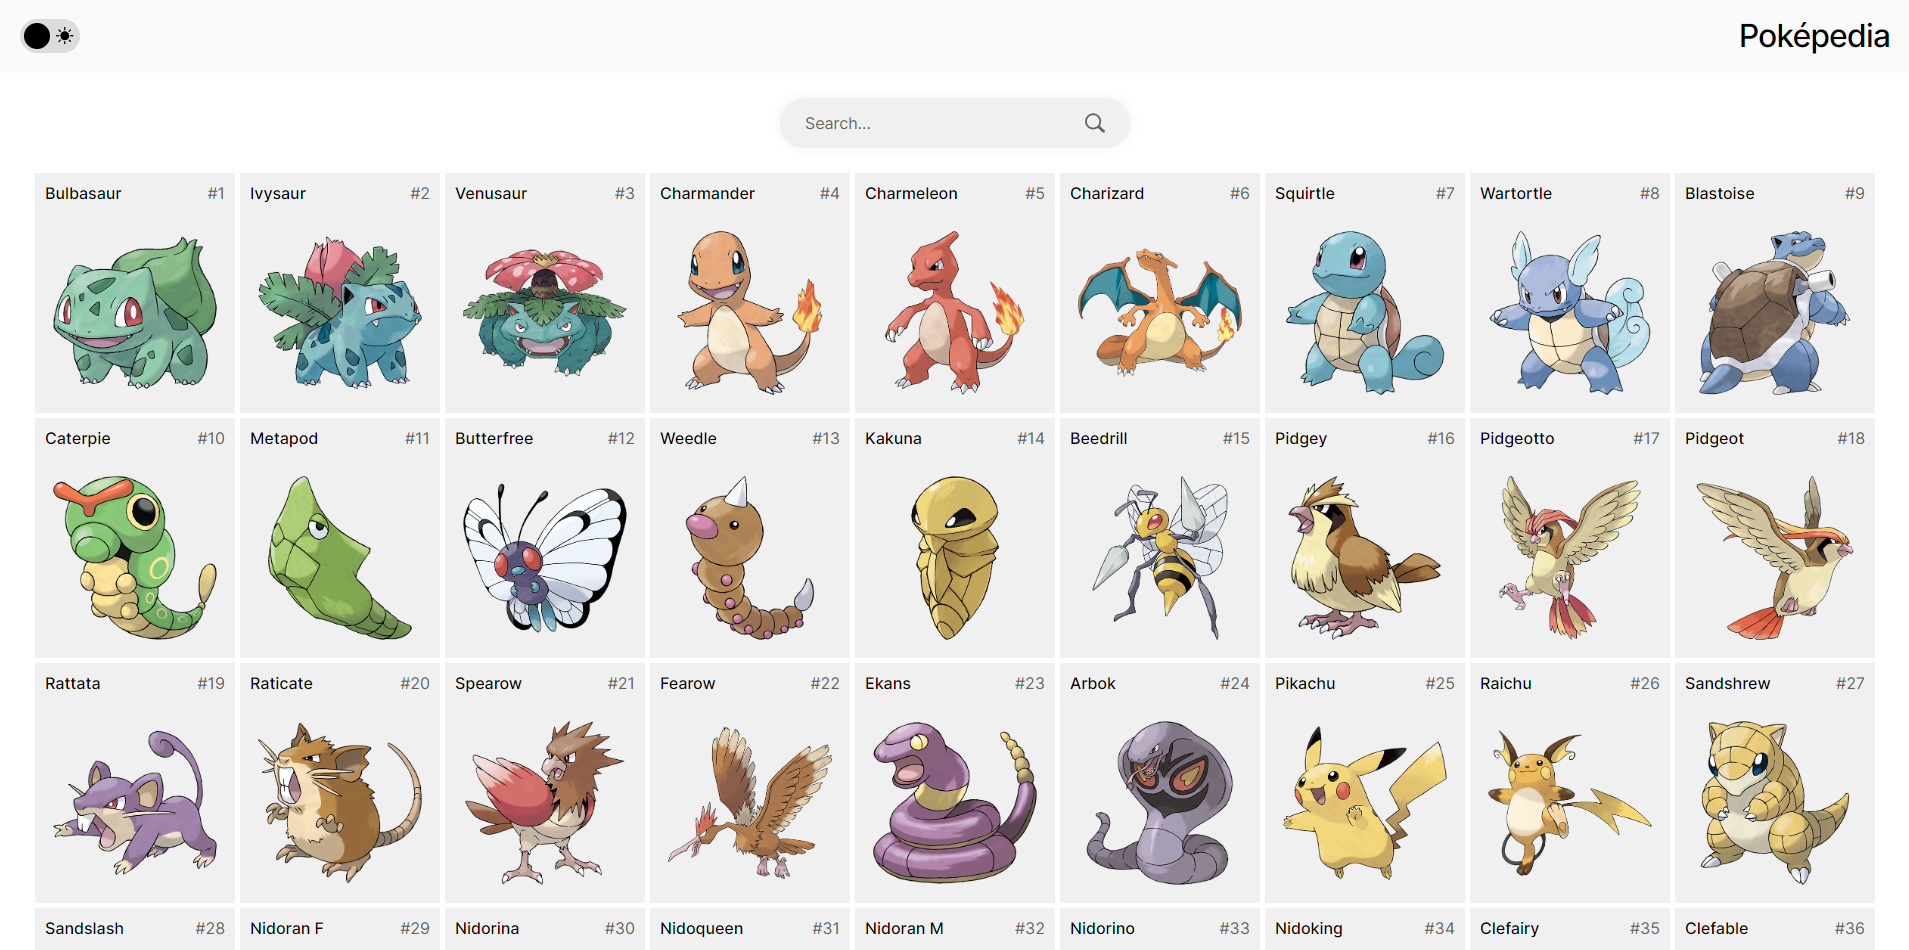 Poképedia
Search...
Bulbasaur #1 Ivysaur #2 Venusaur #3 Charmander #4 Charmeleon #5 Charizard #6 Squirtle #7 Wartortle #8 Blastoise #9
Caterpie #10 Metapod #11 Butterfree #12 Weedle #13 Kakuna #14 Beedrill #15 Pidgey #16 Pidgeotto #17 Pidgeot #18
Rattata #19 Raticate #20 Spearow #21 Fearow #22 Ekans #23 Arbok #24 Pikachu #25 Raichu #26 Sandshrew #27
Sandslash #28 Nidoran F #29 Nidorina #30 Nidoqueen #31 Nidoran M #32 Nidorino #33 Nidoking #34 Clefairy #35 Clefable #36